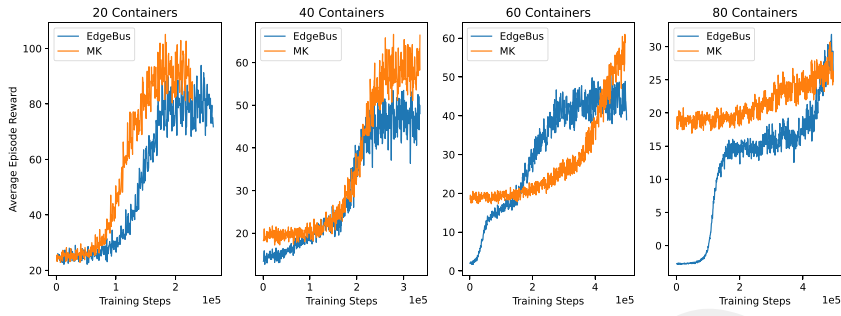 20 Containers
EdgeBus
MK
100
80
60
40
20
0
1
2
1e5
Training Steps
Average Episode Reward
40 Containers
EdgeBus
MK
60
50
40
30
20
0
1
2
3
1e5
Training Steps
60 Containers
EdgeBus
MK
60
50
40
30
20
10
0
0
2
4
1e5
Training Steps
80 Containers
EdgeBus
MK
30
25
20
15
10
5
0
0
2
4
1e5
Training Steps